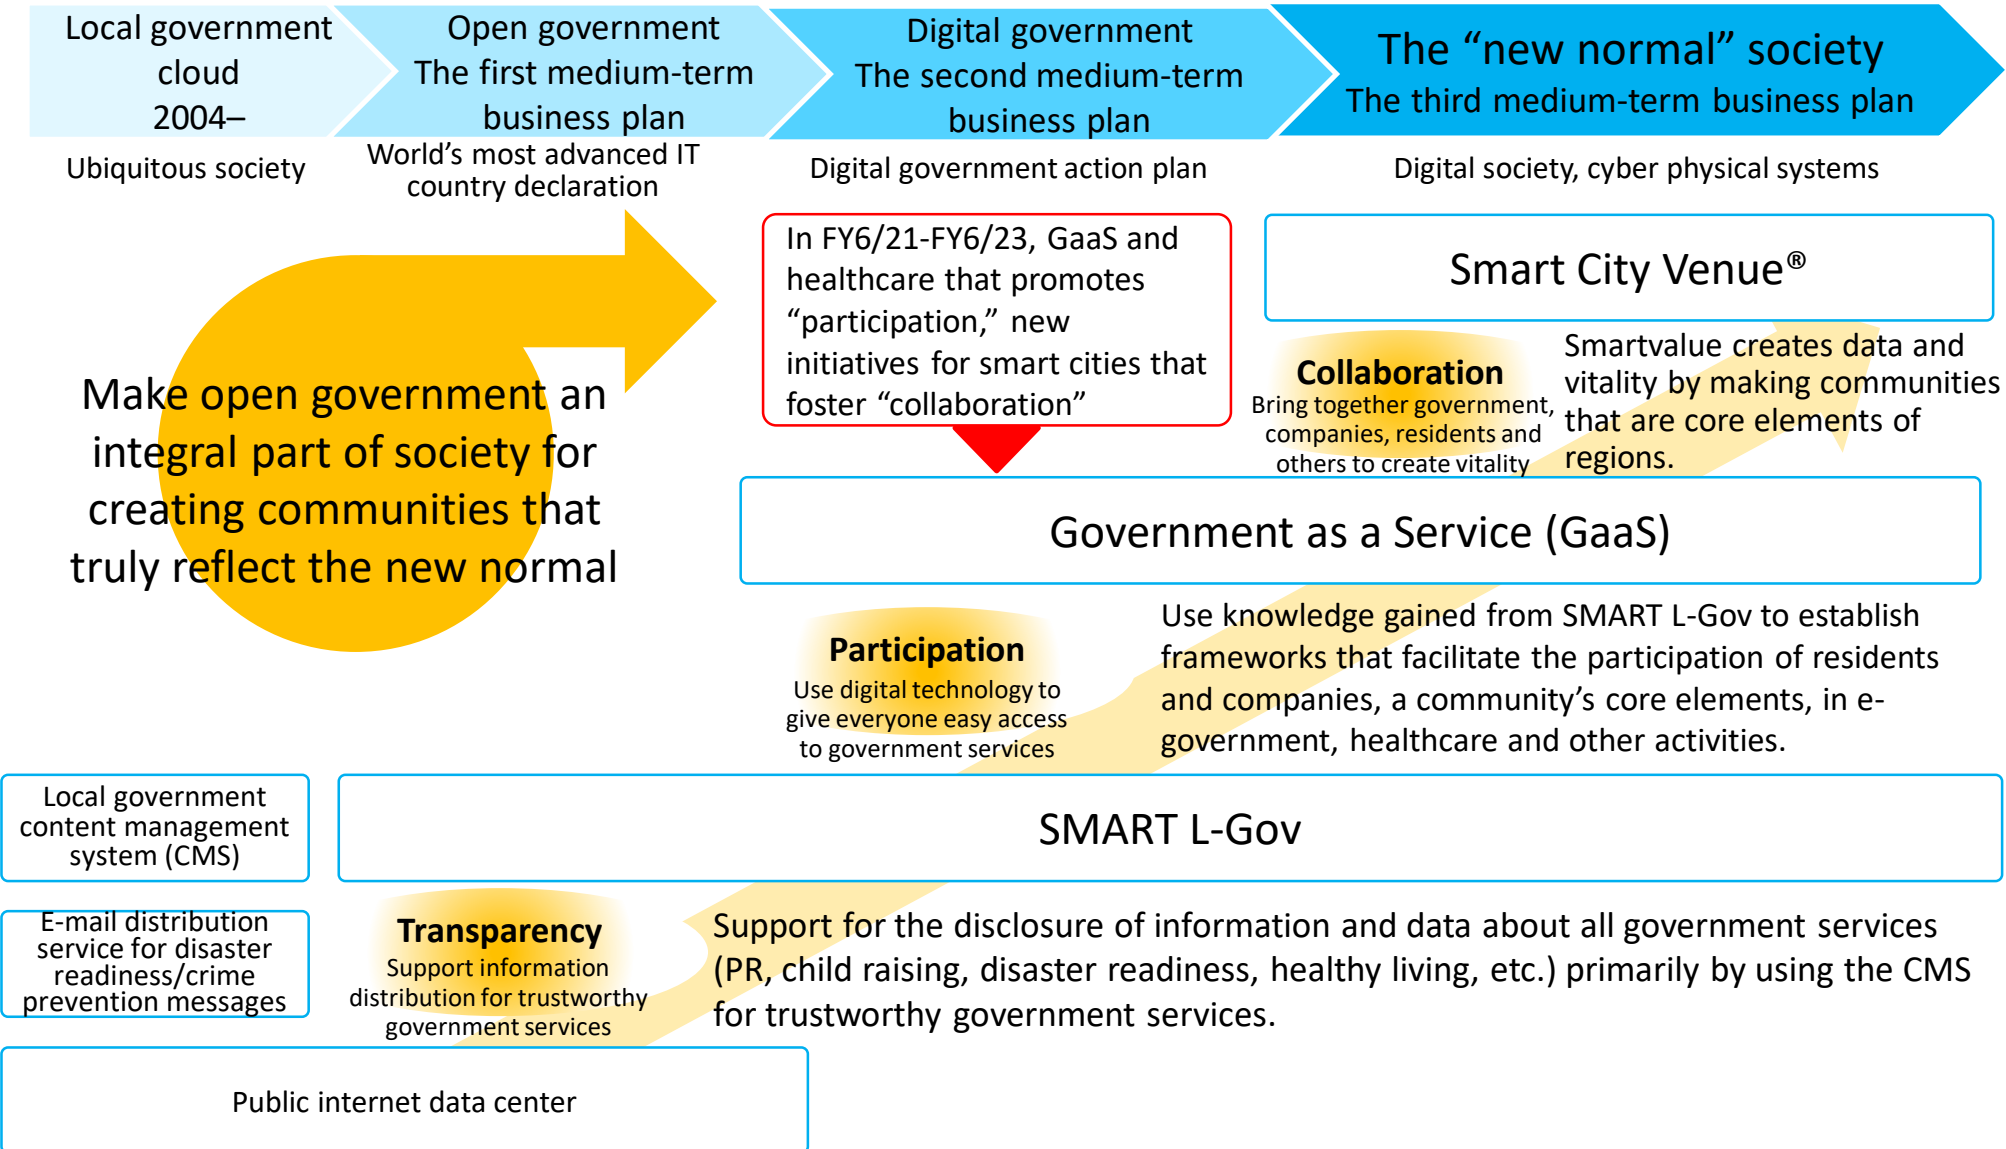 Local government
cloud
2004–
Open government
The first medium-term
business plan
Digital government
The second medium-term
business plan
The “new normal” society
The third medium-term business plan
Ubiquitous society
World’s most advanced IT
country declaration
Digital government action plan
Digital society, cyber physical systems
In FY6/21-FY6/23, GaaS and
healthcare that promotes
“participation,” new
initiatives for smart cities that
foster “collaboration”
Smart City Venue®
Make open government an
integral part of society for
creating communities that
truly reflect the new normal
Collaboration
Bring together government,
companies, residents and
others to create vitality
Smartvalue creates data and
vitality by making communities
that are core elements of
regions.
Government as a Service (GaaS)
Participation
Use digital technology to
give everyone easy access
to government services
Use knowledge gained from SMART L-Gov to establish
frameworks that facilitate the participation of residents
and companies, a community’s core elements, in e-
government, healthcare and other activities.
Local government
content management
system (CMS)
SMART L-Gov
E-mail distribution
service for disaster
readiness/crime
prevention messages
Transparency
Support information
distribution for trustworthy
government services
Support for the disclosure of information and data about all government services
(PR, child raising, disaster readiness, healthy living, etc.) primarily by using the CMS
for trustworthy government services.
Public internet data center